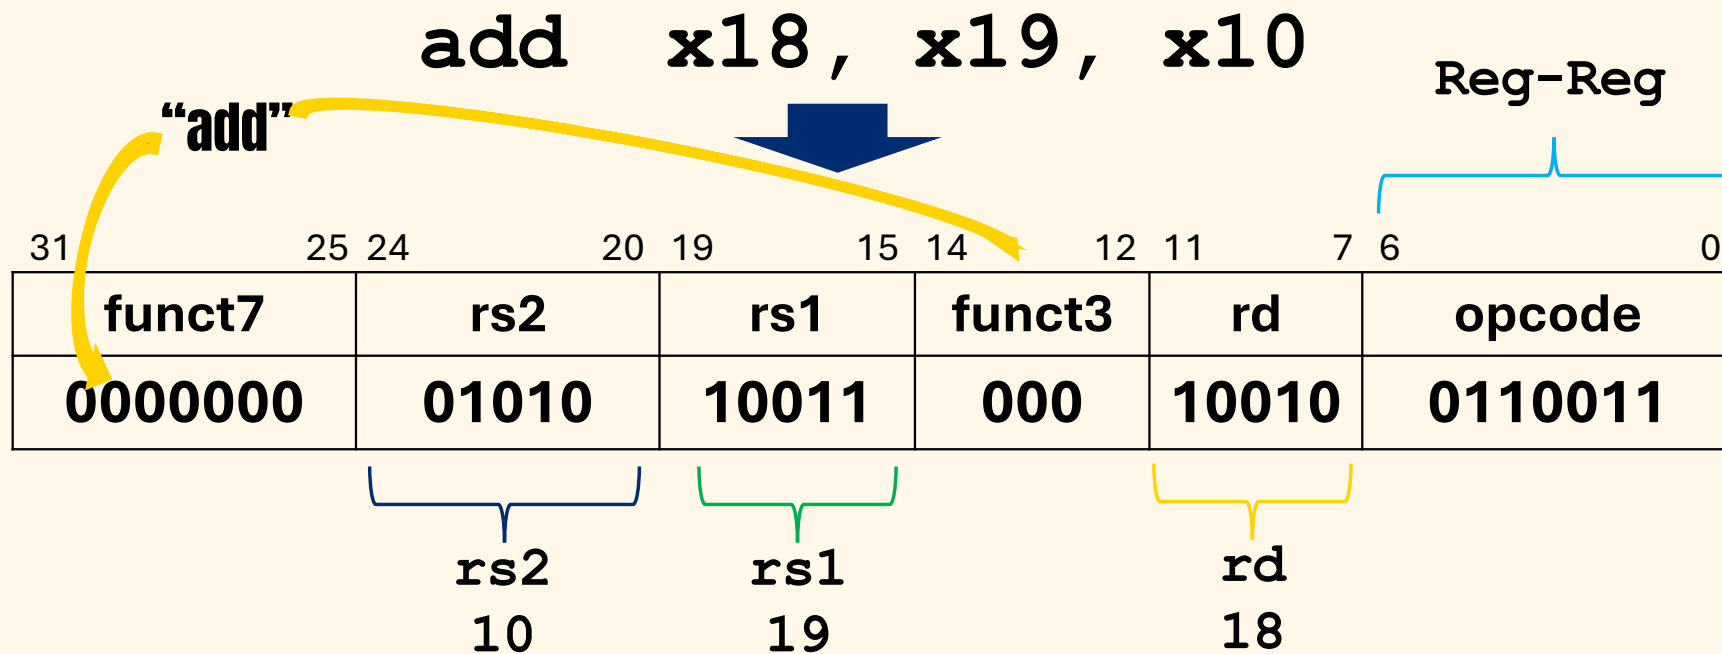 add x18, x19, x10
Reg-Reg
“add”
31 25 24 20 19 15 14 12 11 7 6 0
funct7 rs2 rs1 funct3 rd opcode
0000000 01010 10011 000 10010 0110011
rs2 rs1 rd
10 19 18